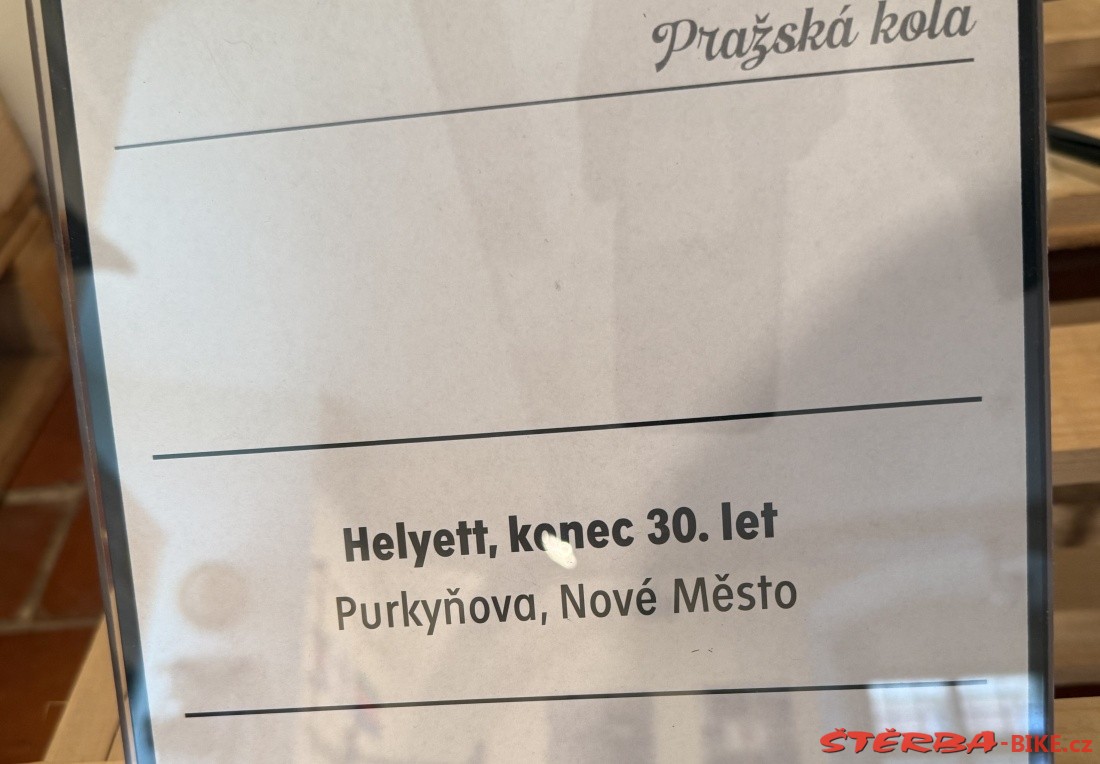 Pražská kola
Helyett, konec 30. let
Purkyňova, Nové Město
ŠTĚRBA-BIKE.cz